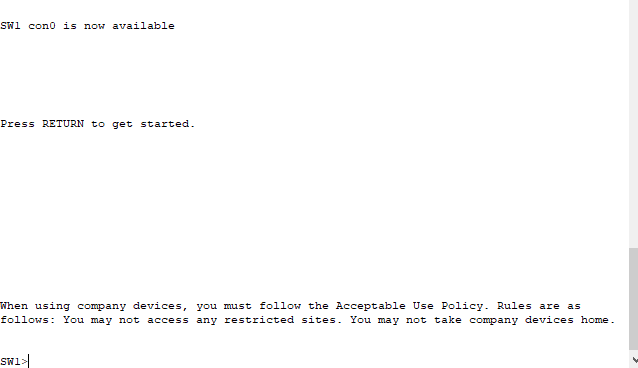 SW1 con0 is now available
Press RETURN to get started.
When using company devices, you must follow the Acceptable Use Policy. Rules are as
follows: You may not access any restricted sites. You may not take company devices home.
SW1>